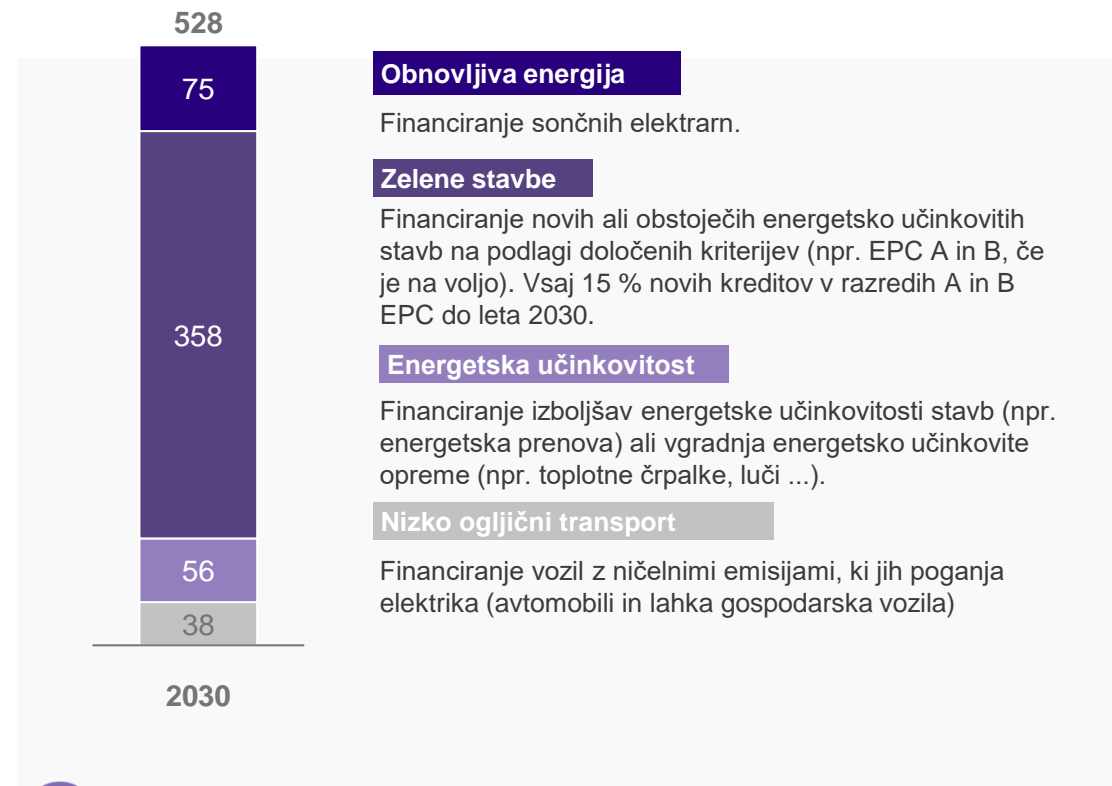 528
75
358
56
38
2030
Obnovljiva energija
Financiranje sončnih elektrarn.
Zelene stavbe
Financiranje novih ali obstoječih energetsko učinkovitih
stavb na podlagi določenih kriterijev (npr. EPC A in B, če
je na voljo). Vsaj 15 % novih kreditov v razredih A in B
EPC do leta 2030.
Energetska učinkovitost
Financiranje izboljšav energetske učinkovitosti stavb (npr.
energetska prenova) ali vgradnja energetsko učinkovite
opreme (npr. toplotne črpalke, luči ...).
Nizko ogljični transport
Financiranje vozil z ničelnimi emisijami, ki jih poganja
elektrika (avtomobili in lahka gospodarska vozila)